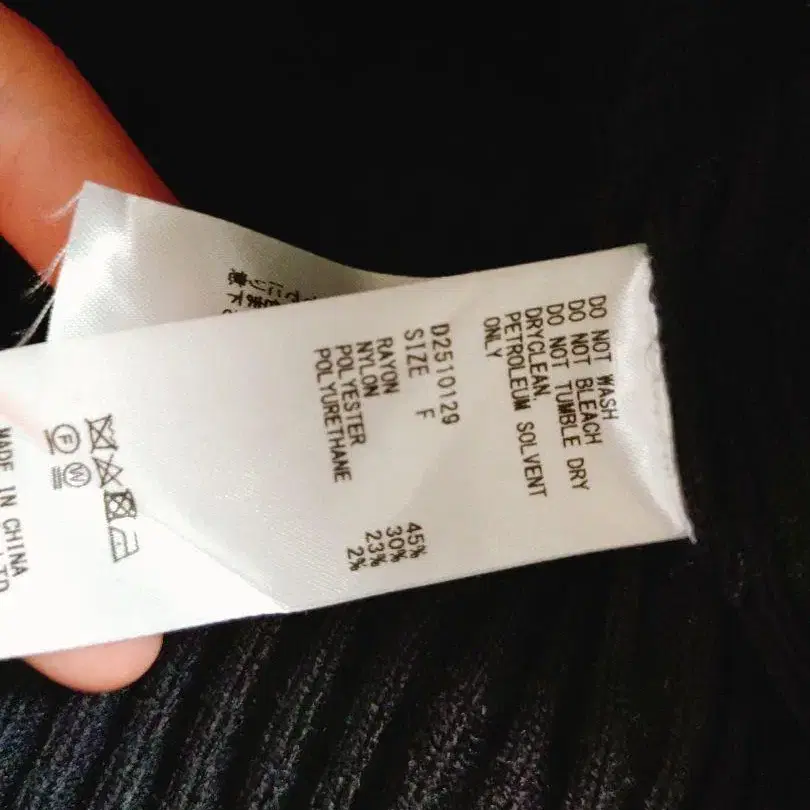 DO NOT WASH
DO NOT BLEACH
DO NOT TUMBLE DRY
DRYCLEAN,
PETROLEUM SOLVENT
ONLY
D2510129
SIZE F
RAYON 45%
NYLON 30%
POLYESTER 23%
POLYURETHANE 2%
F
W
MADE IN CHINA